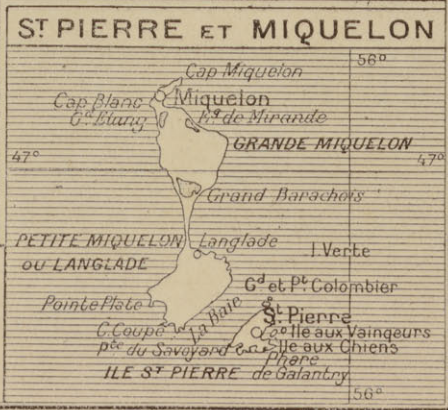 ST PIERRE ET MIQUELON
56°
Cap Miquelon
Cap Blanc
Miquelon
Gd Etang
Eg de Mirande
GRANDE MIQUELON
47°
47°
Grand Barachois
PETITE MIQUELON
OU LANGLADE
Langlade
I. Verte
Gd et Pt Colombier
Pointe Plate
La Baie
St Pierre
C. Coupé
Ile aux Vainqeurs
Pte du Savoyard
Ile aux Chiens
Phare
de Galantry
ILE ST PIERRE
56°